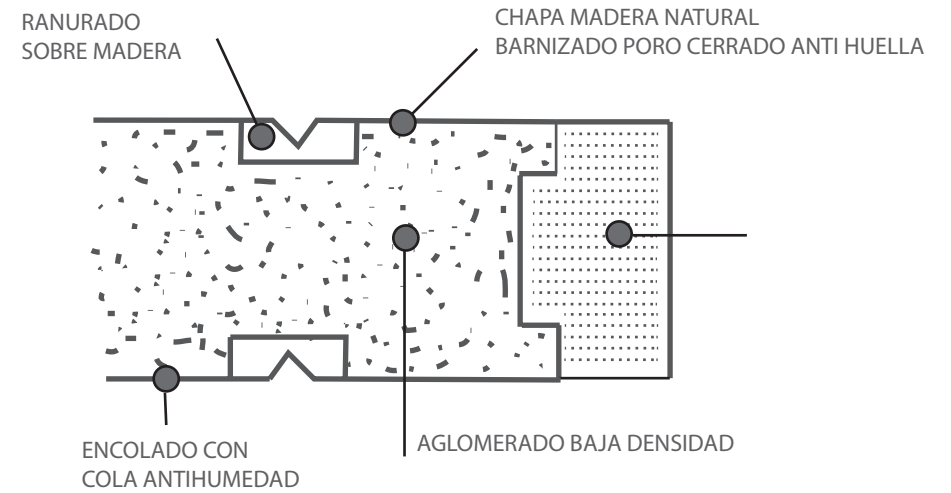 RANURADO
SOBRE MADERA
CHAPA MADERA NATURAL
BARNIZADO PORO CERRADO ANTI HUELLA
ENCOLADO CON
COLA ANTIHUMEDAD
AGLOMERADO BAJA DENSIDAD